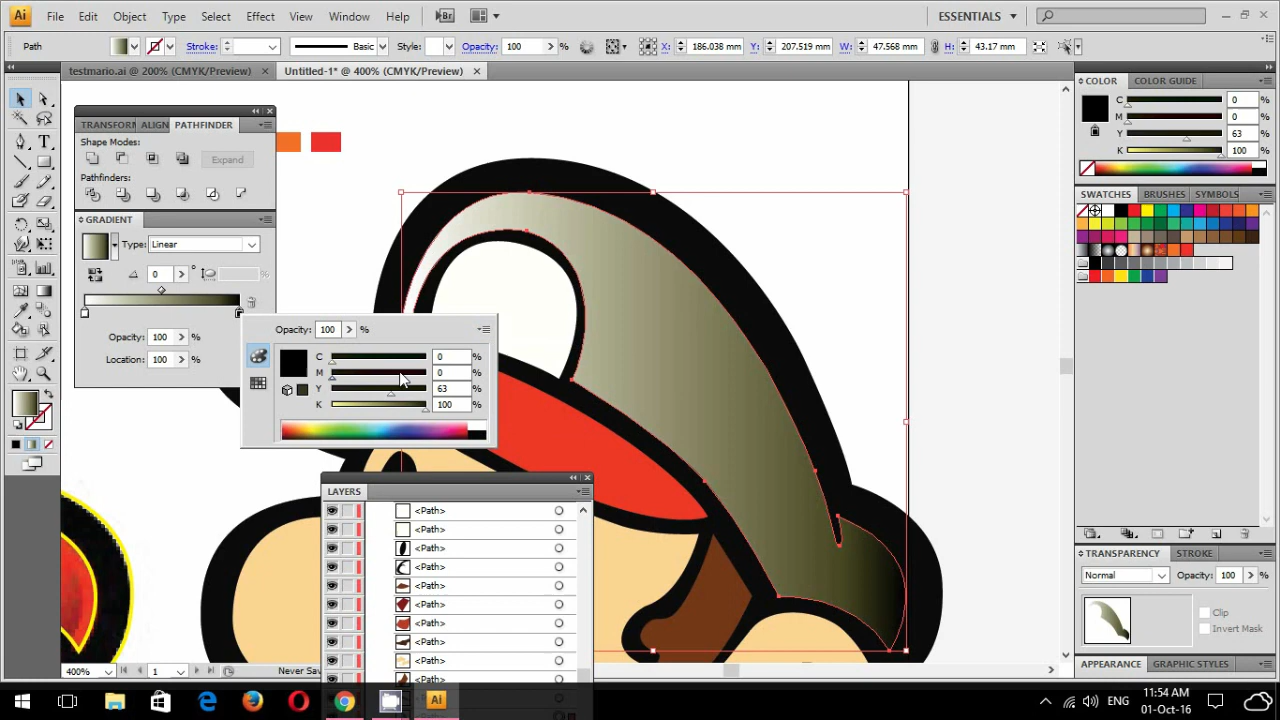 Ai File Edit Object Type Select Effect View Window Help Br ESSENTIALS
Path Stroke: Basic Style: Opacity: 100 % X: 186.038 mm Y: 207.519 mm W: 47.568 mm H: 43.17 mm
testmario.ai @ 200% (CMYK/Preview) Untitled-1* @ 400% (CMYK/Preview)
TRANSFORM ALIGN PATHFINDER
Shape Modes:
Expand
Pathfinders:
GRADIENT
Type: Linear
0 °
Opacity: 100 %
Location: 100 %
Opacity: 100 %
C 0 %
M 0 %
Y 63 %
K 100 %
LAYERS
<Path>
<Path>
<Path>
<Path>
<Path>
<Path>
<Path>
<Path>
<Path>
<Path>
COLOR COLOR GUIDE
C 0 %
M 0 %
Y 63 %
K 100 %
SWATCHES BRUSHES SYMBOLS
TRANSPARENCY STROKE
Normal Opacity: 100 %
Clip
Invert Mask
APPEARANCE GRAPHIC STYLES
400% 1 Never Sav
Ai ENG 11:54 AM
01-Oct-16